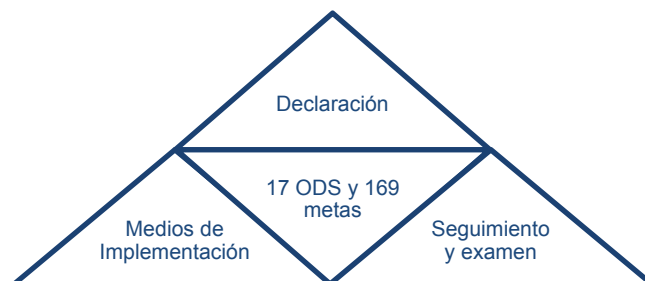 Declaración
17 ODS y 169
metas
Medios de
Implementación
Seguimiento
y examen